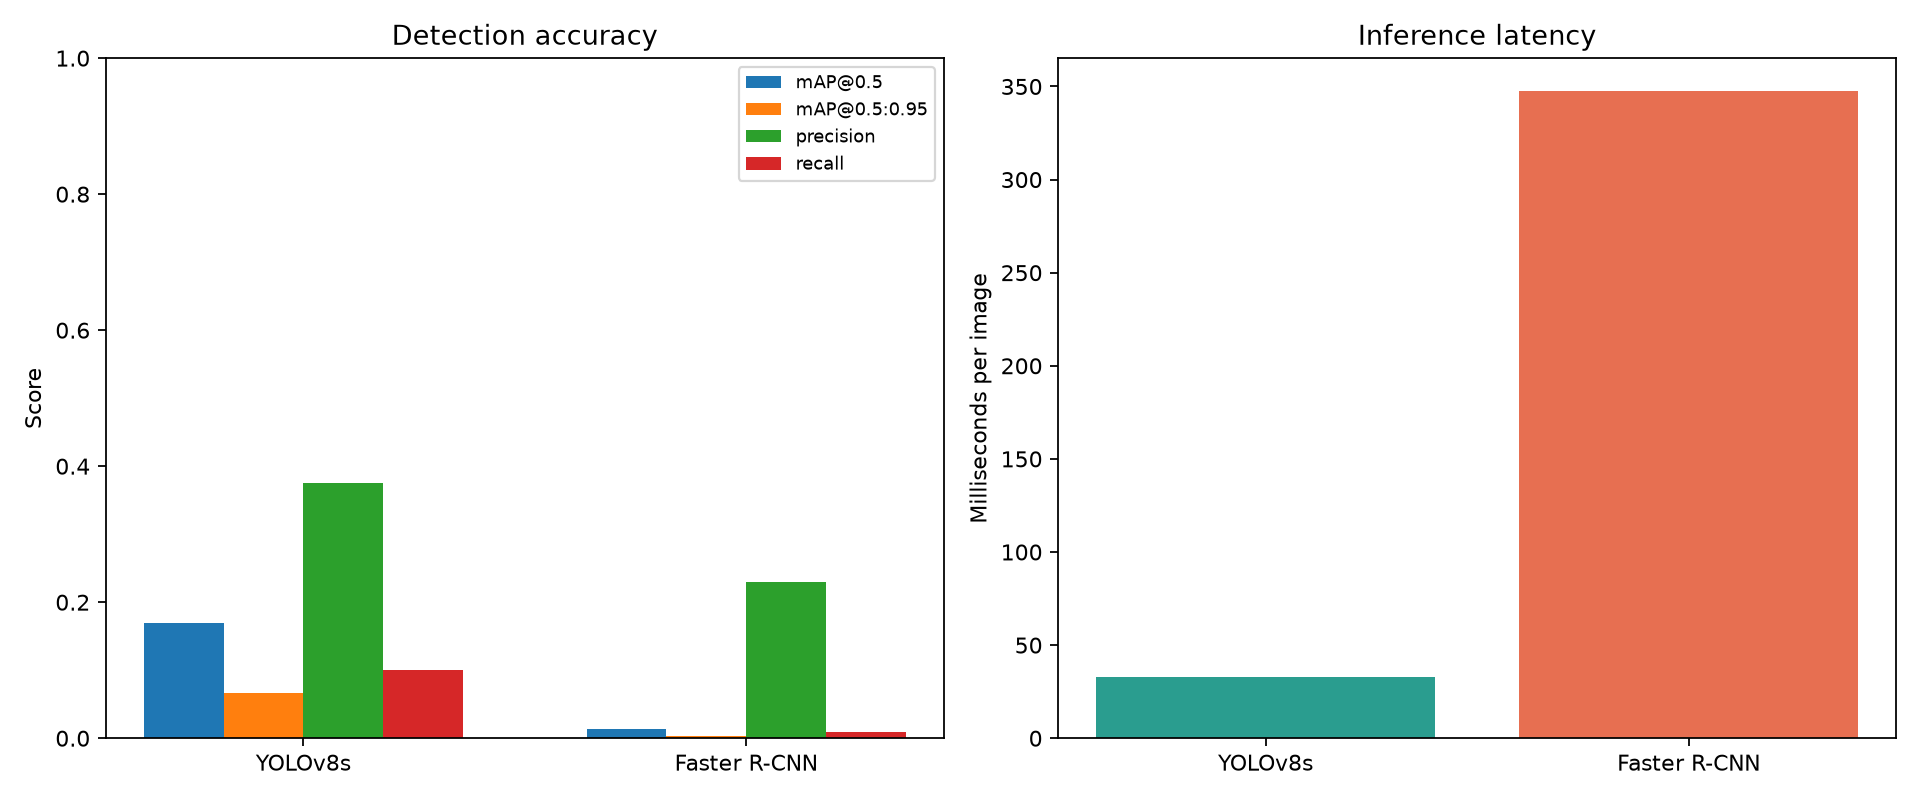 Detection accuracy
1.0
0.8
0.6
0.4
0.2
0.0
Score
mAP@0.5
mAP@0.5:0.95
precision
recall
YOLOv8s
Faster R-CNN
Inference latency
350
300
250
200
150
100
50
0
Milliseconds per image
YOLOv8s
Faster R-CNN